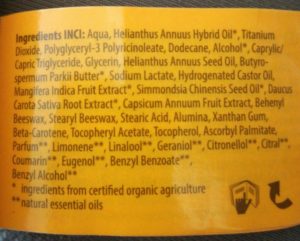 Ingredients INCI: Aqua, Helianthus Annuus Hybrid Oil*, Titanium
Dioxide, Polyglyceryl-3 Polyricinoleate, Dodecane, Alcohol*, Caprylic/
Capric Triglyceride, Glycerin, Helianthus Annuus Seed Oil, Butyro-
spermum Parkii Butter*, Sodium Lactate, Hydrogenated Castor Oil,
Mangifera Indica Fruit Extract*, Simmondsia Chinensis Seed Oil*, Daucus
Carota Sativa Root Extract*, Capsicum Annuum Fruit Extract, Behenyl
Beeswax, Stearyl Beeswax, Stearic Acid, Alumina, Xanthan Gum,
Beta-Carotene, Tocopheryl Acetate, Tocopherol, Ascorbyl Palmitate,
Parfum**, Limonene**, Linalool**, Geraniol**, Citronellol**, Citral**,
Coumarin**, Eugenol**, Benzyl Benzoate**,
Benzyl Alcohol**
* ingredients from certified organic agriculture
** natural essential oils